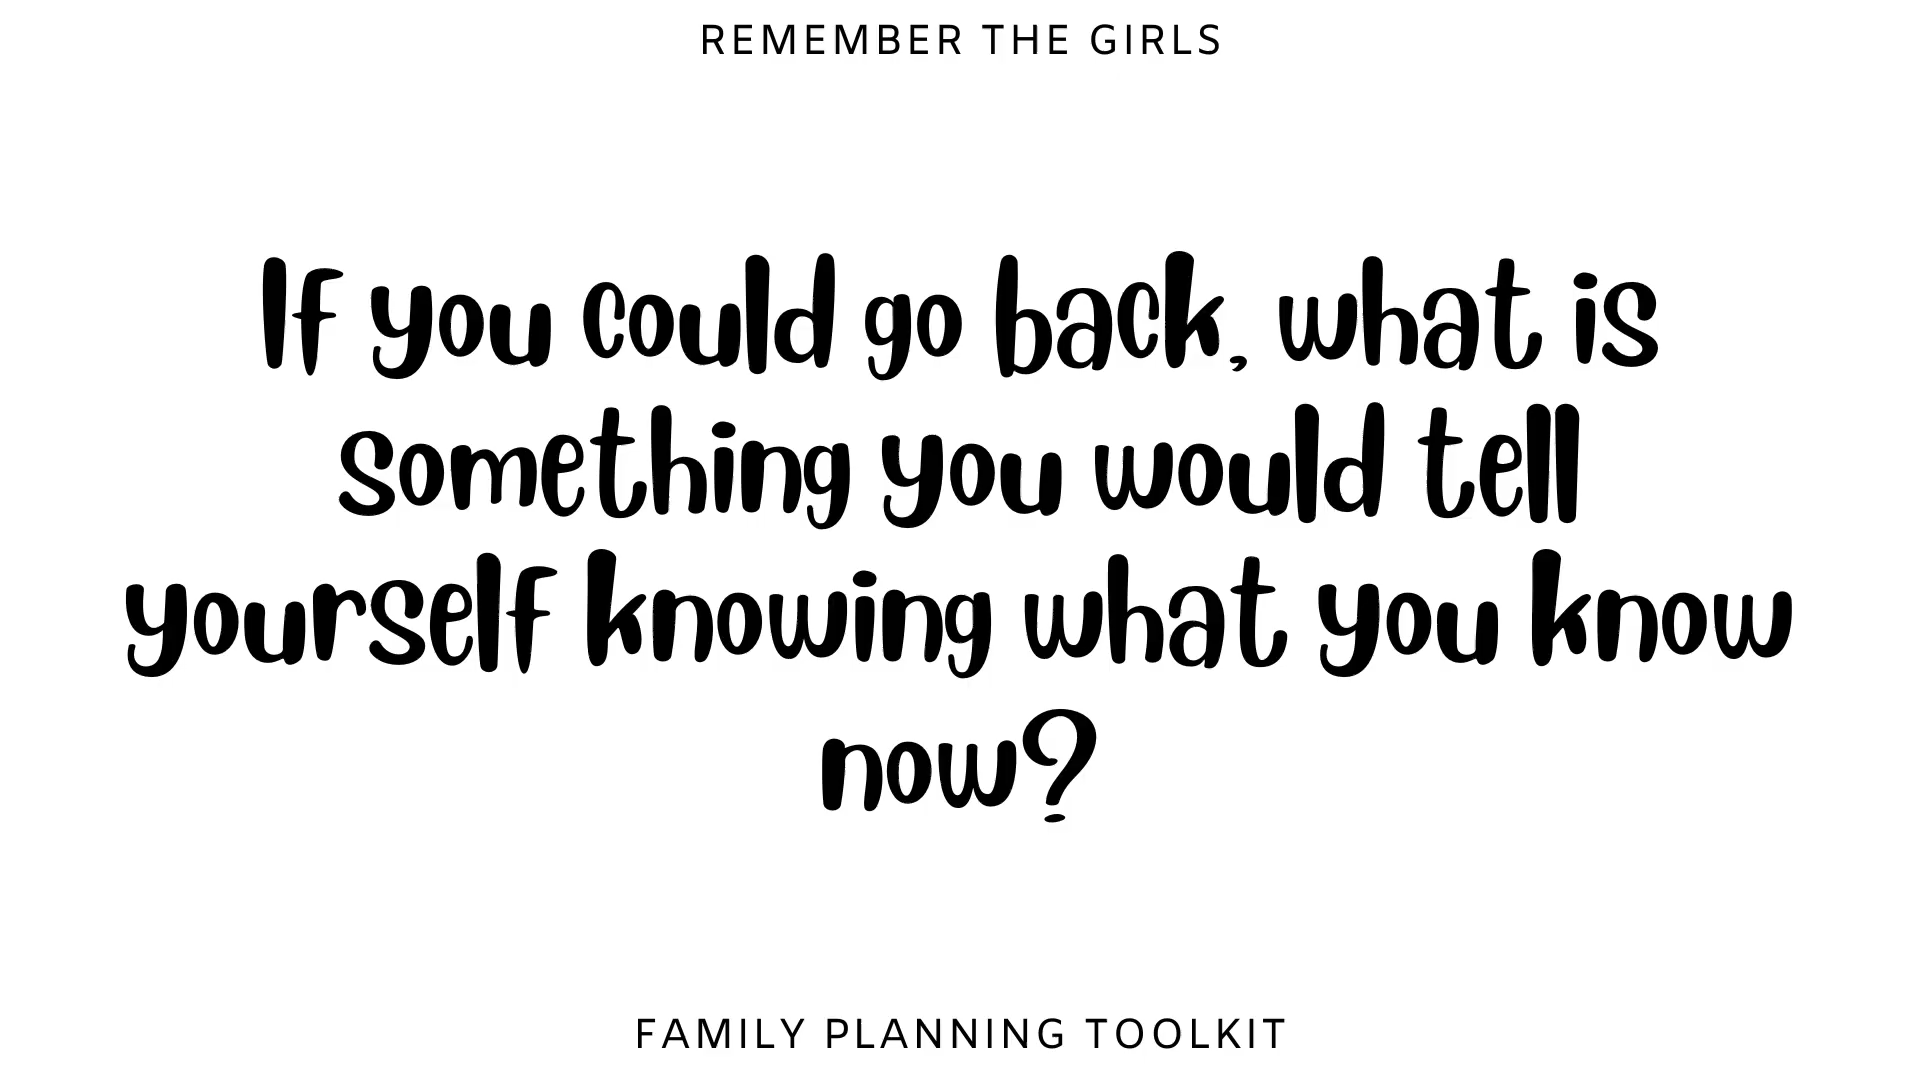 REMEMBER THE GIRLS
If you could go back, what is
something you would tell
yourself knowing what you know
now?
FAMILY PLANNING TOOLKIT